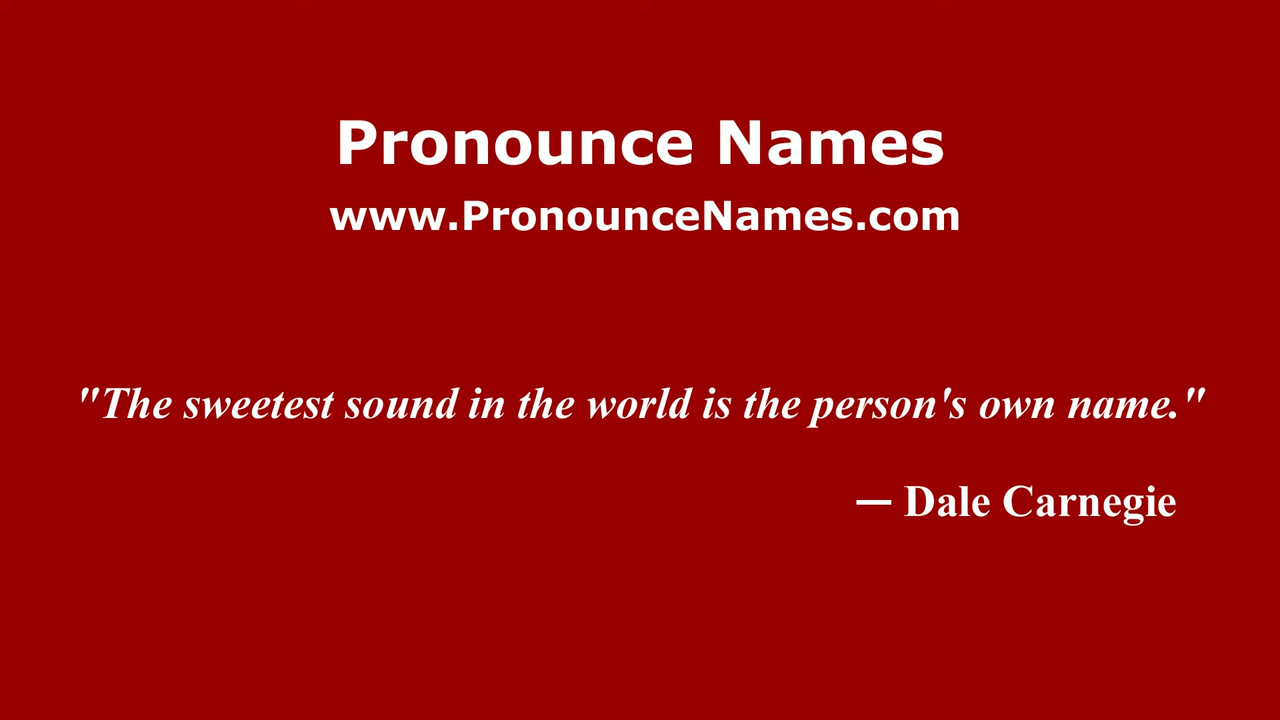 Pronounce Names
www.PronounceNames.com
"The sweetest sound in the world is the person's own name."
— Dale Carnegie